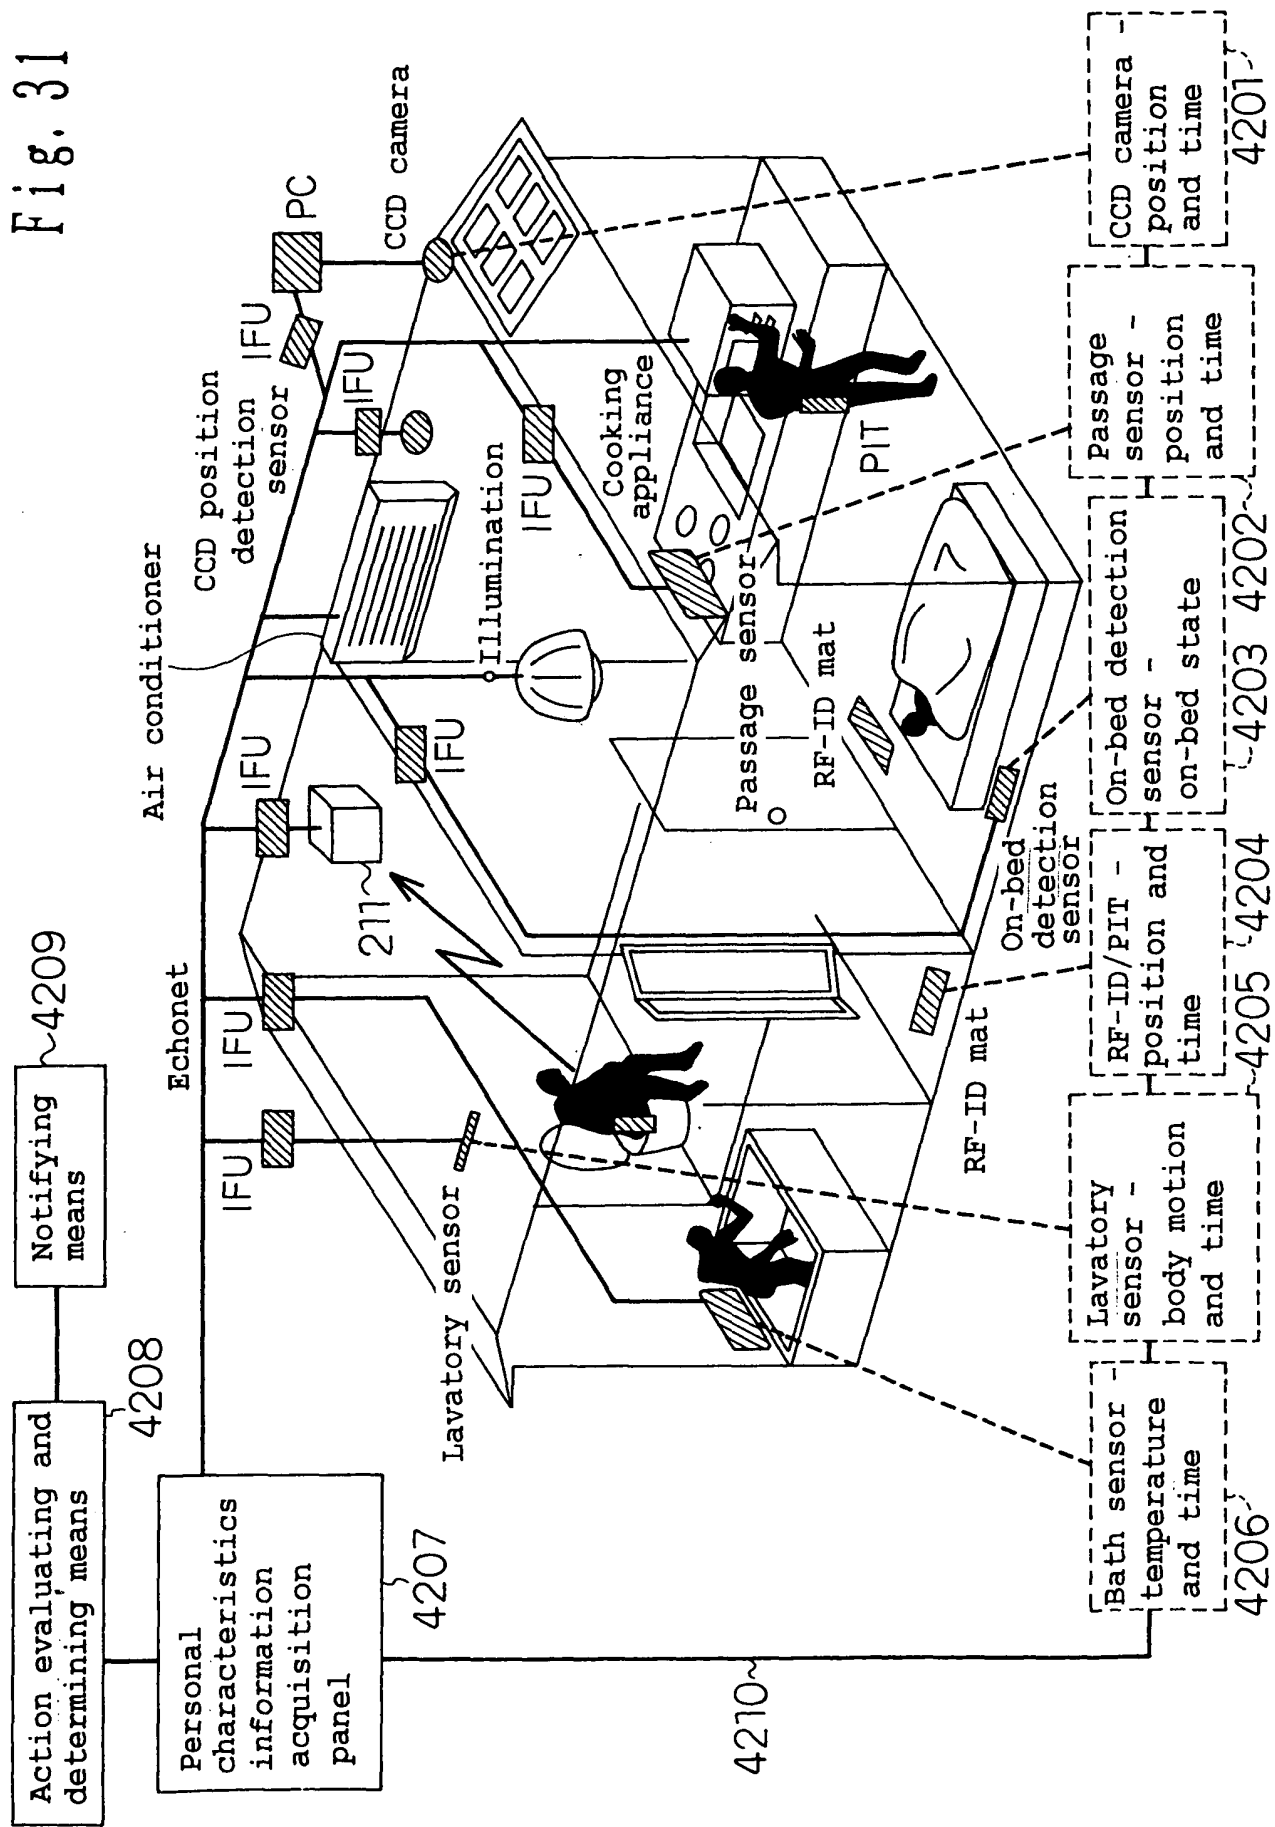 Fig. 31
Action evaluating and
determining means
4208
Notifying
means
4209
Personal
characteristics
information
acquisition
panel
4207
4210
Echonet
IFU
IFU
IFU
Air conditioner
CCD position
detection
sensor
IFU
IFU
PC
CCD camera
2111
IFU
Illumination
IFU
Cooking
appliance
Lavatory sensor
Passage sensor
RF-ID mat
PIT
RF-ID mat
On-bed
detection
sensor
Bath sensor -
temperature
and time
4206
Lavatory
sensor -
body motion
and time
4205
RF-ID/PIT -
position and
time
4204
On-bed detection
sensor -
on-bed state
4203
Passage
sensor -
position
and time
4202
CCD camera -
position
and time
4201